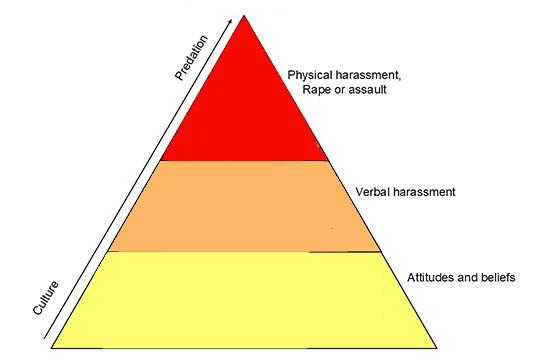 Predation
Physical harassment,
Rape or assault
Verbal harassment
Attitudes and beliefs
Culture